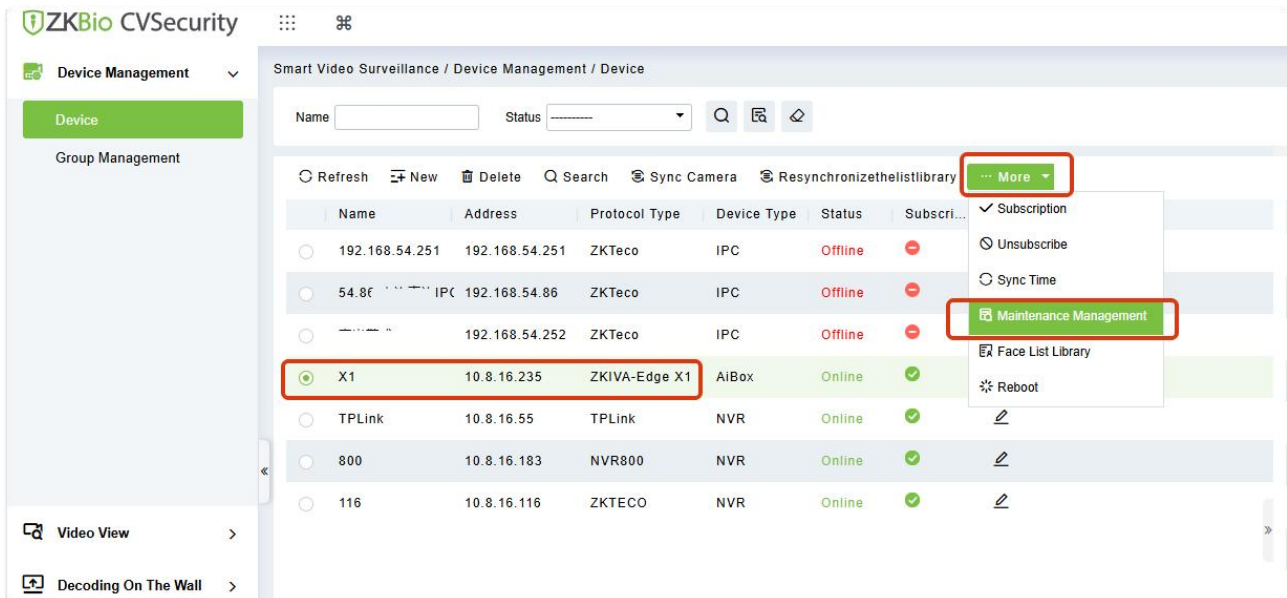 ZKBio CVSecurity
Device Management
Device
Group Management
Video View
Decoding On The Wall
Smart Video Surveillance / Device Management / Device
Name Status ----------
Refresh New Delete Search Sync Camera Resynchronizethelistlibrary ··· More
Name Address Protocol Type Device Type Status Subscri...
192.168.54.251 192.168.54.251 ZKTeco IPC Offline
54.86 192.168.54.86 ZKTeco IPC Offline
192.168.54.252 ZKTeco IPC Offline
X1 10.8.16.235 ZKIVA-Edge X1 AiBox Online
TPLink 10.8.16.55 TPLink NVR Online
800 10.8.16.183 NVR800 NVR Online
116 10.8.16.116 ZKTECO NVR Online
Subscription
Unsubscribe
Sync Time
Maintenance Management
Face List Library
Reboot